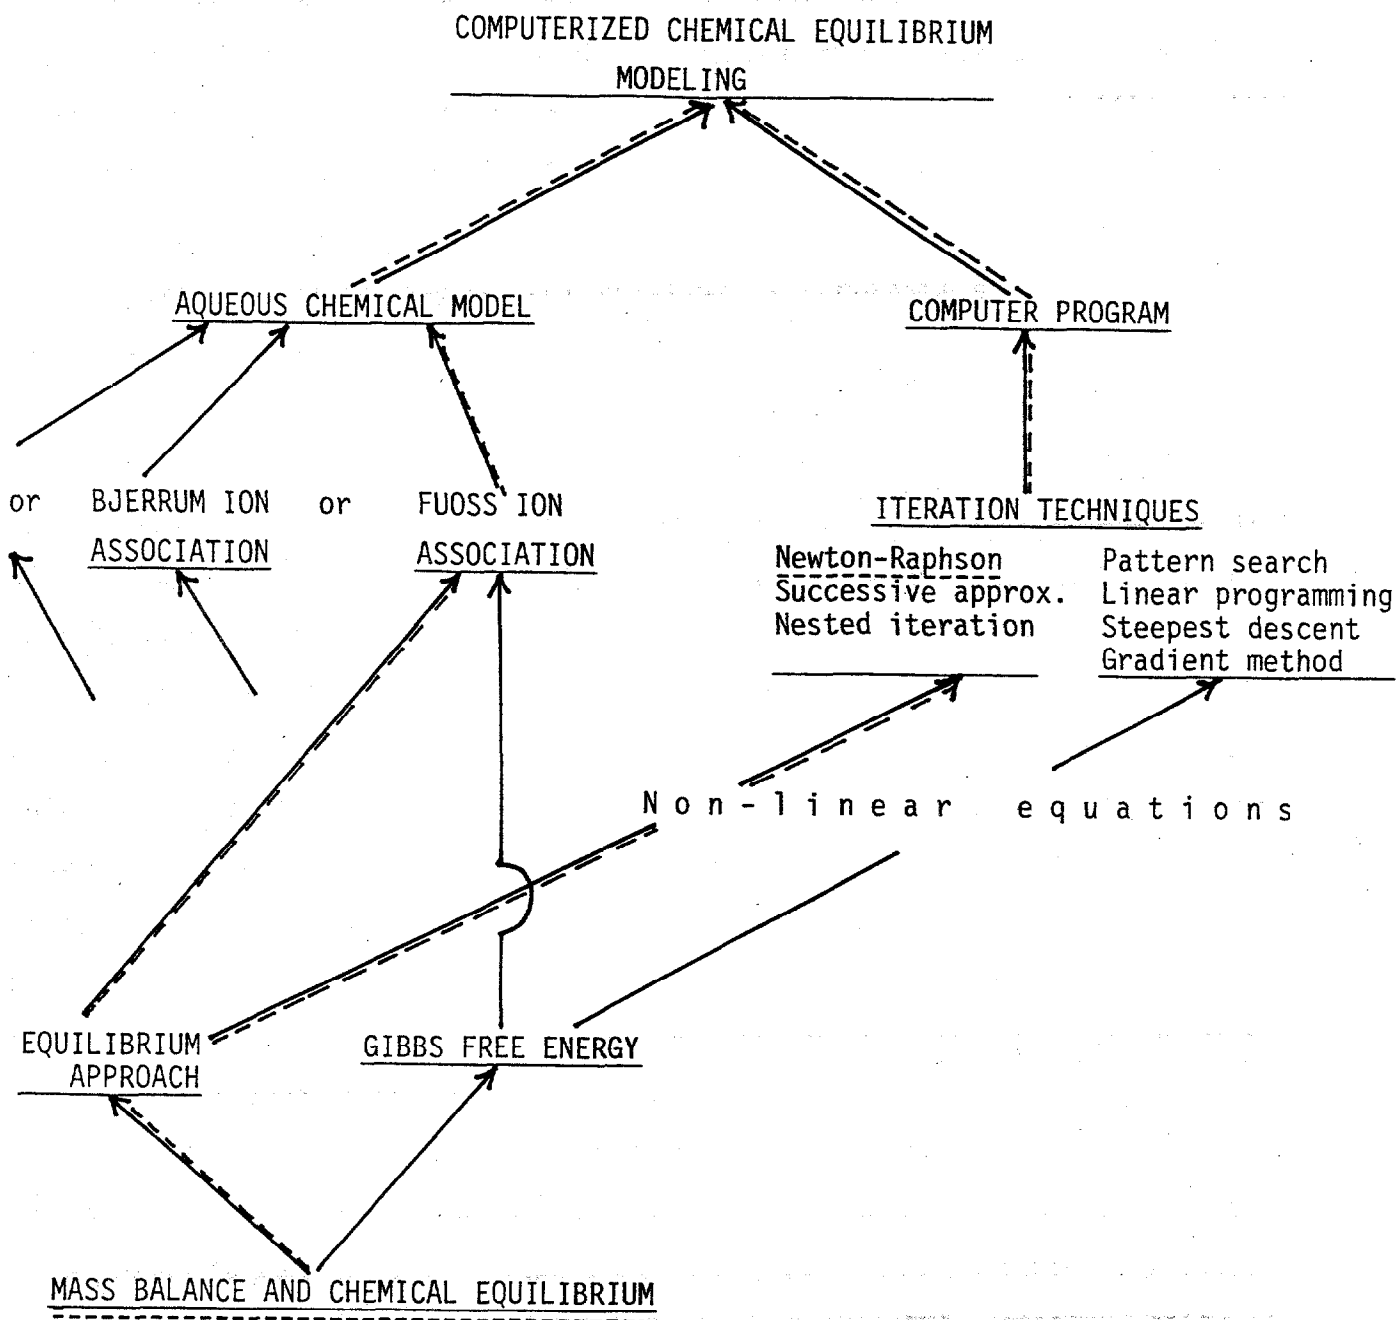 COMPUTERIZED CHEMICAL EQUILIBRIUM
MODELING
AQUEOUS CHEMICAL MODEL
COMPUTER PROGRAM
or BJERRUM ION or FUOSS ION
ASSOCIATION ASSOCIATION
ITERATION TECHNIQUES
Newton-Raphson Pattern search
Successive approx. Linear programming
Nested iteration Steepest descent
Gradient method
Non-linear equations
EQUILIBRIUM
APPROACH
GIBBS FREE ENERGY
MASS BALANCE AND CHEMICAL EQUILIBRIUM